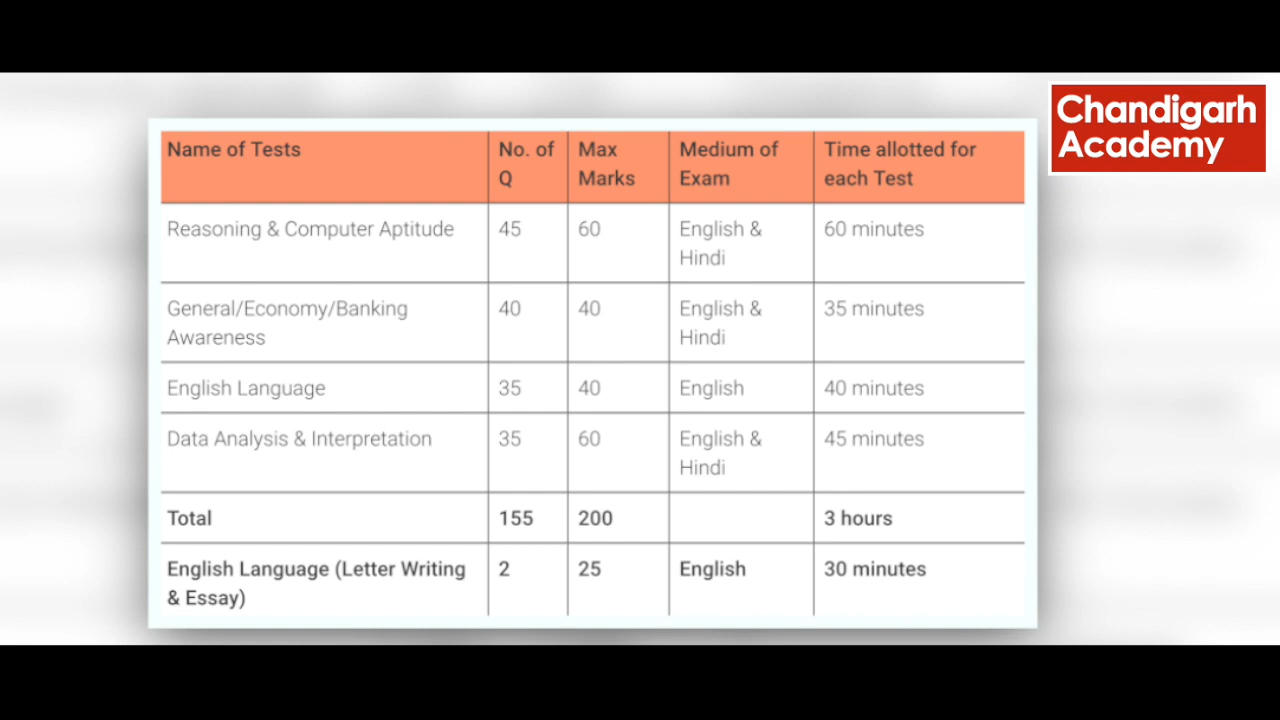 Chandigarh
Academy
Name of Tests No. of Q Max Marks Medium of Exam Time allotted for each Test
Reasoning & Computer Aptitude 45 60 English & Hindi 60 minutes
General/Economy/Banking Awareness 40 40 English & Hindi 35 minutes
English Language 35 40 English 40 minutes
Data Analysis & Interpretation 35 60 English & Hindi 45 minutes
Total 155 200 3 hours
English Language (Letter Writing & Essay) 2 25 English 30 minutes